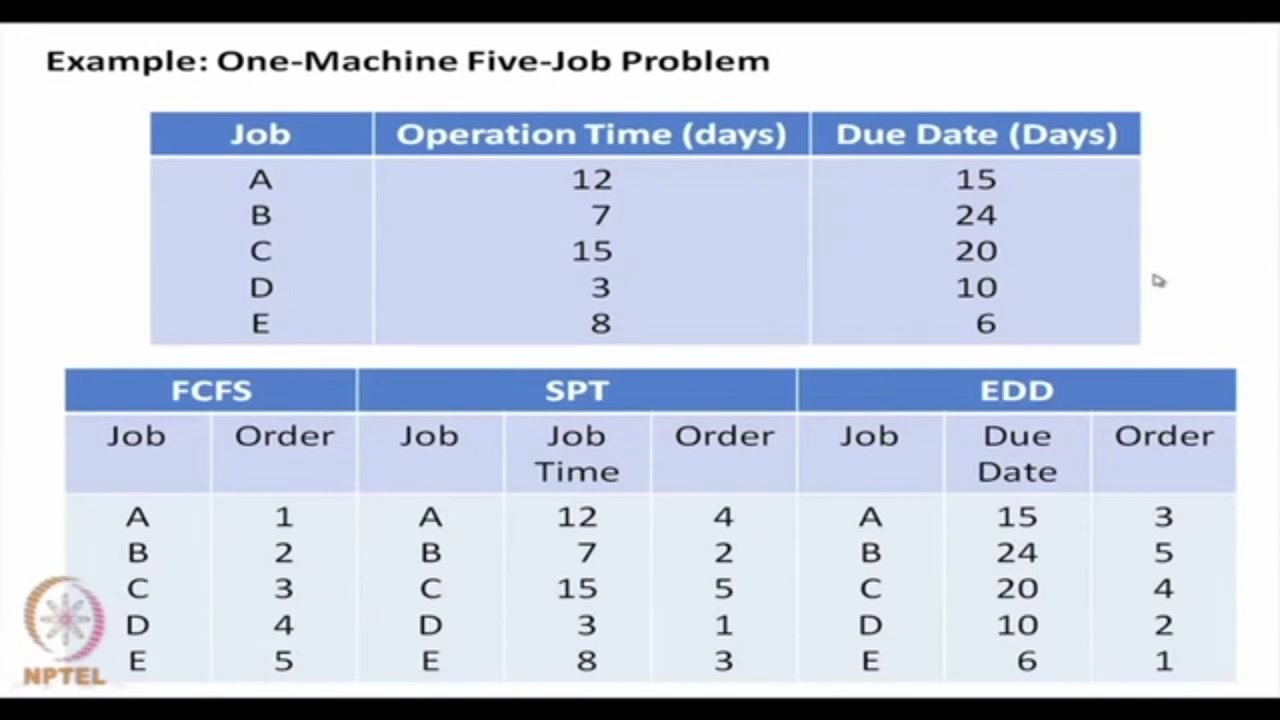 Example: One-Machine Five-Job Problem
Job Operation Time (days) Due Date (Days)
A 12 15
B 7 24
C 15 20
D 3 10
E 8 6
FCFS SPT EDD
Job Order Job Job Time Order Job Due Date Order
A 1 A 12 4 A 15 3
B 2 B 7 2 B 24 5
C 3 C 15 5 C 20 4
D 4 D 3 1 D 10 2
E 5 E 8 3 E 6 1
NPTEL